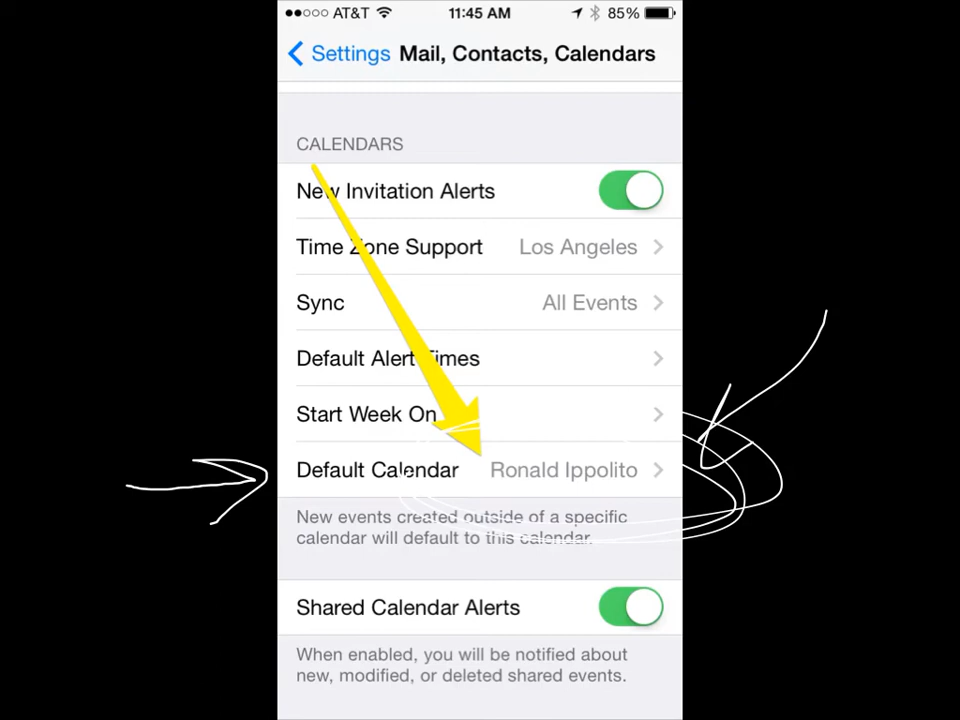 AT&T 11:45 AM 85%
Settings Mail, Contacts, Calendars
CALENDARS
New Invitation Alerts
Time Zone Support Los Angeles
Sync All Events
Default Alert Times
Start Week On
Default Calendar Ronald Ippolito
New events created outside of a specific
calendar will default to this calendar.
Shared Calendar Alerts
When enabled, you will be notified about
new, modified, or deleted shared events.